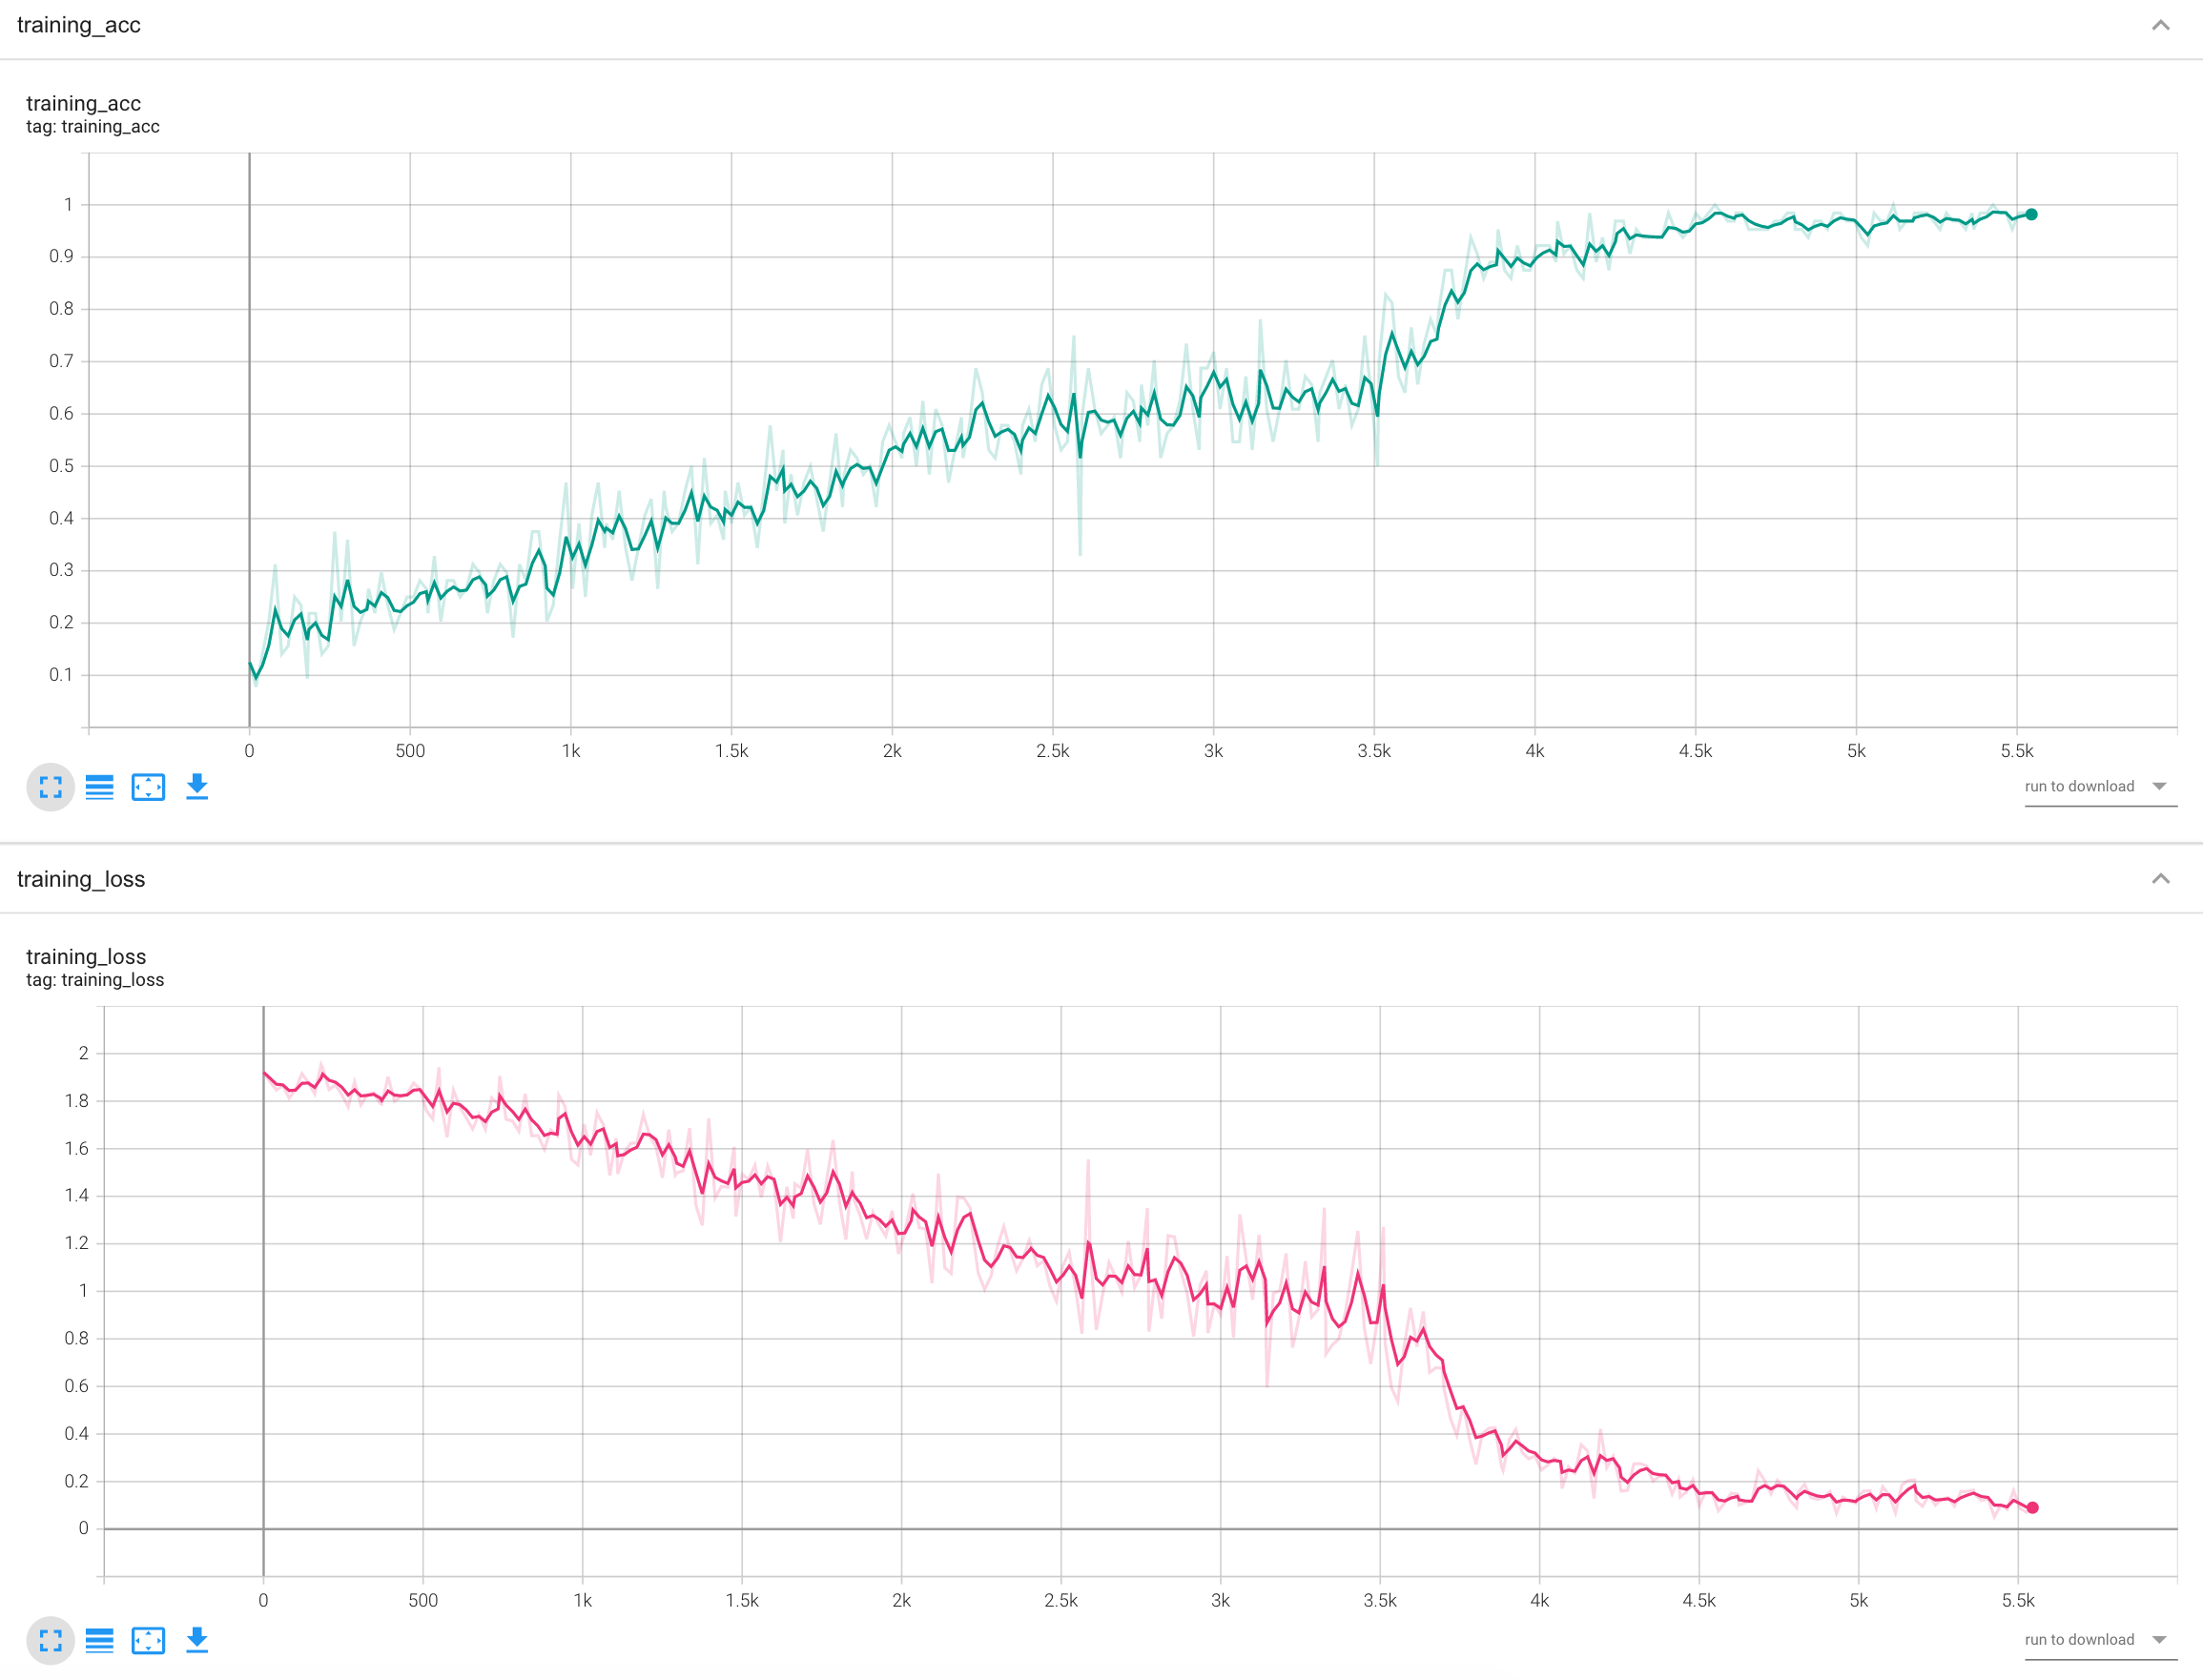 training_acc
training_acc
tag: training_acc
1
0.9
0.8
0.7
0.6
0.5
0.4
0.3
0.2
0.1
0 500 1k 1.5k 2k 2.5k 3k 3.5k 4k 4.5k 5k 5.5k
run to download
training_loss
training_loss
tag: training_loss
2
1.8
1.6
1.4
1.2
1
0.8
0.6
0.4
0.2
0
0 500 1k 1.5k 2k 2.5k 3k 3.5k 4k 4.5k 5k 5.5k
run to download